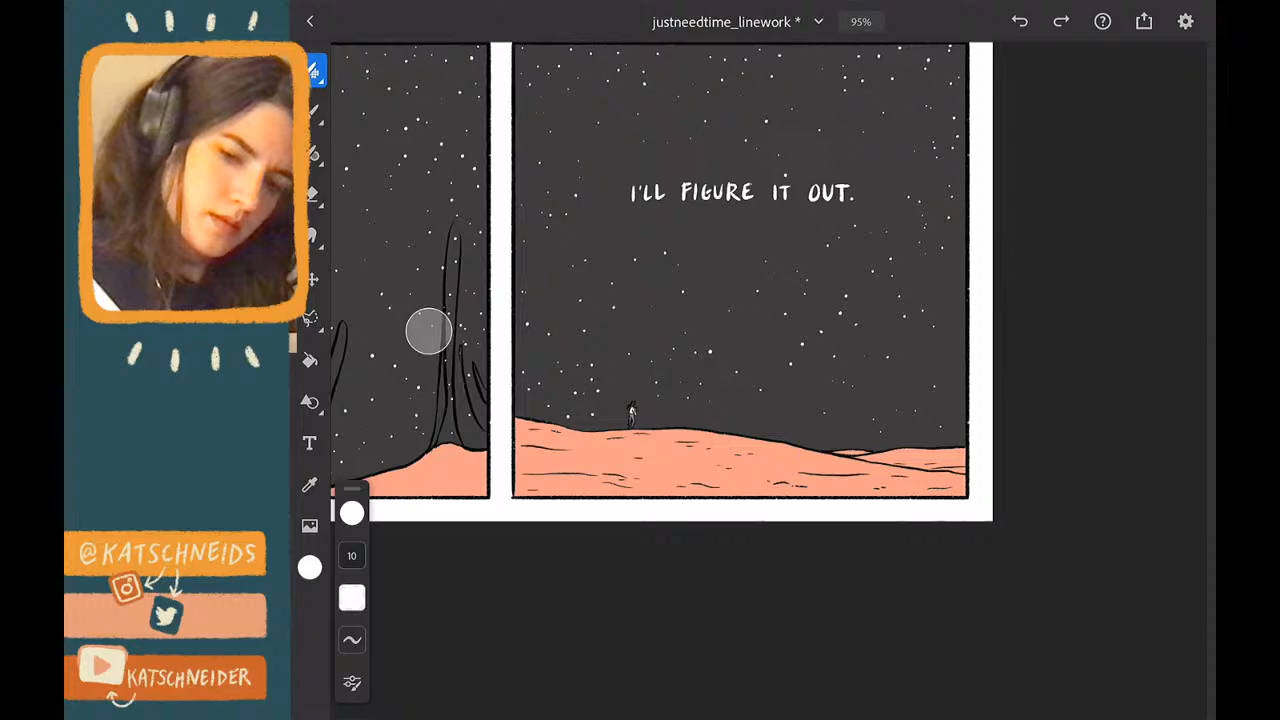 justneedtime_linework *
95%
I'LL FIGURE IT OUT.
T
10
@KATSCHNEIDS
KATSCHNEIDER